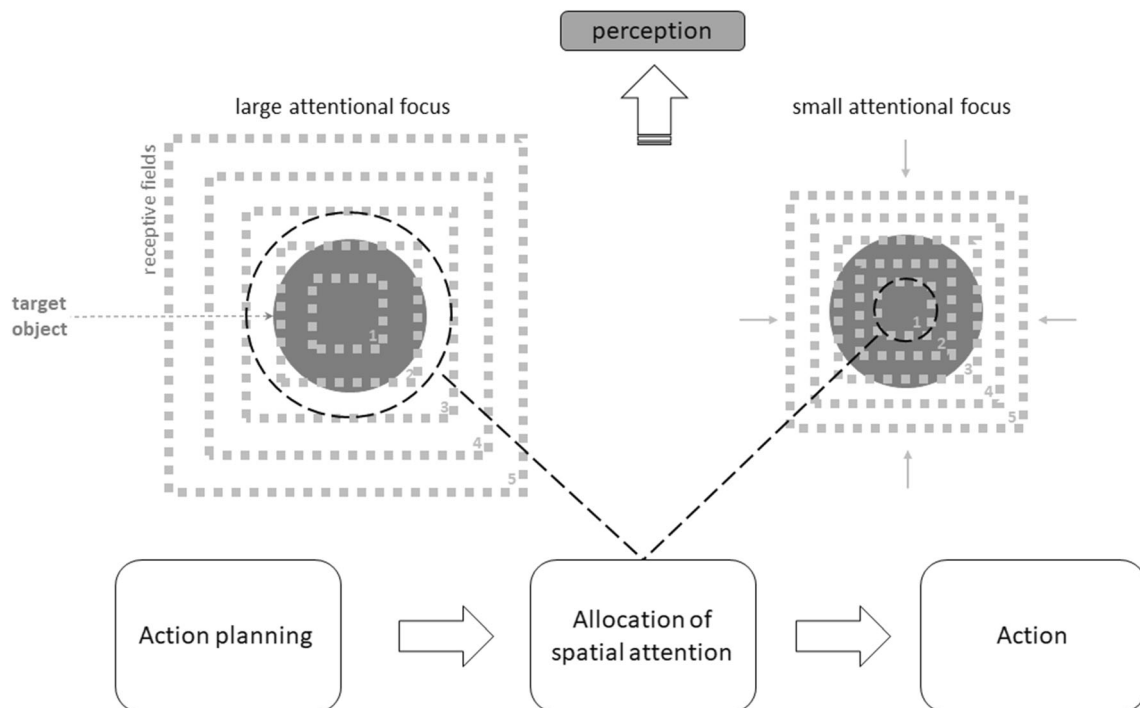 perception
large attentional focus
small attentional focus
receptive fields
target
object
1
2
3
4
5
1
2
3
4
5
Action planning
Allocation of
spatial attention
Action